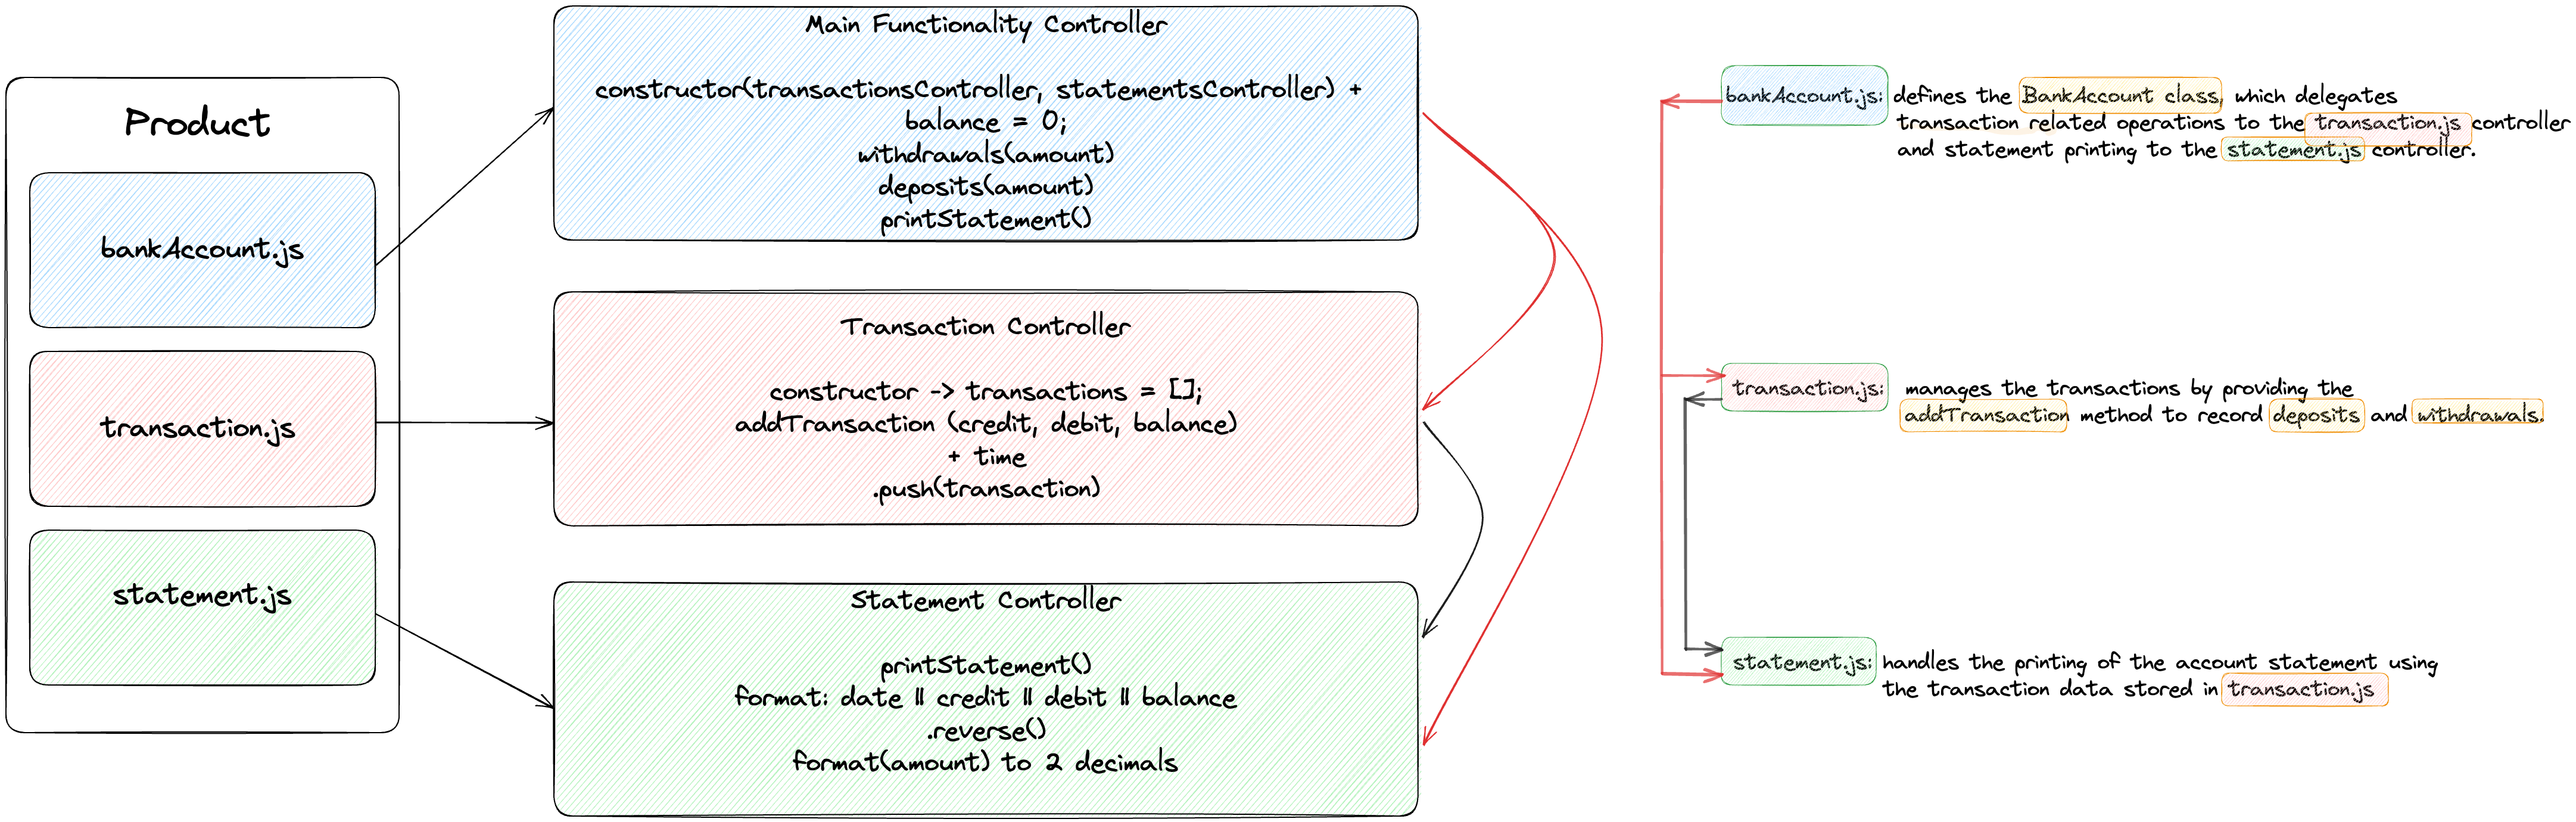 Product
bankAccount.js
transaction.js
statement.js
Main Functionality Controller
constructor(transactionsController, statementsController) +
balance = 0;
withdrawals(amount)
deposits(amount)
printStatement()
Transaction Controller
constructor -> transactions = [];
addTransaction (credit, debit, balance)
+ time
.push(transaction)
Statement Controller
printStatement()
format: date || credit || debit || balance
.reverse()
format(amount) to 2 decimals
bankAccount.js: defines the BankAccount class, which delegates
transaction related operations to the transaction.js controller
and statement printing to the statement.js controller.
transaction.js: manages the transactions by providing the
addTransaction method to record deposits and withdrawals.
statement.js: handles the printing of the account statement using
the transaction data stored in transaction.js